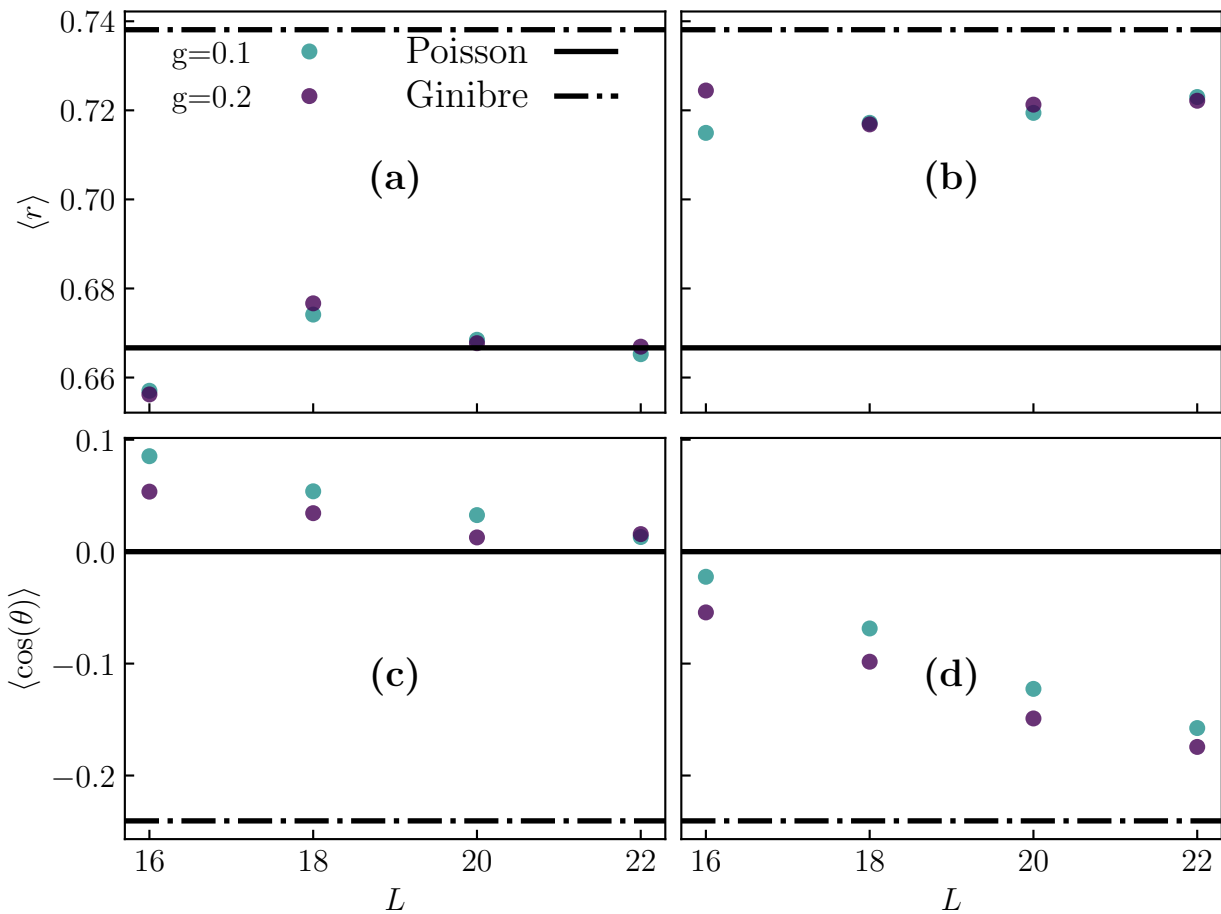 0.74
0.72
0.70
0.68
0.66
⟨r⟩
g=0.1
g=0.2
Poisson
Ginibre
(a)
(b)
0.1
0.0
−0.1
−0.2
⟨cos(θ)⟩
(c)
(d)
16 18 20 22
16 18 20 22
L
L